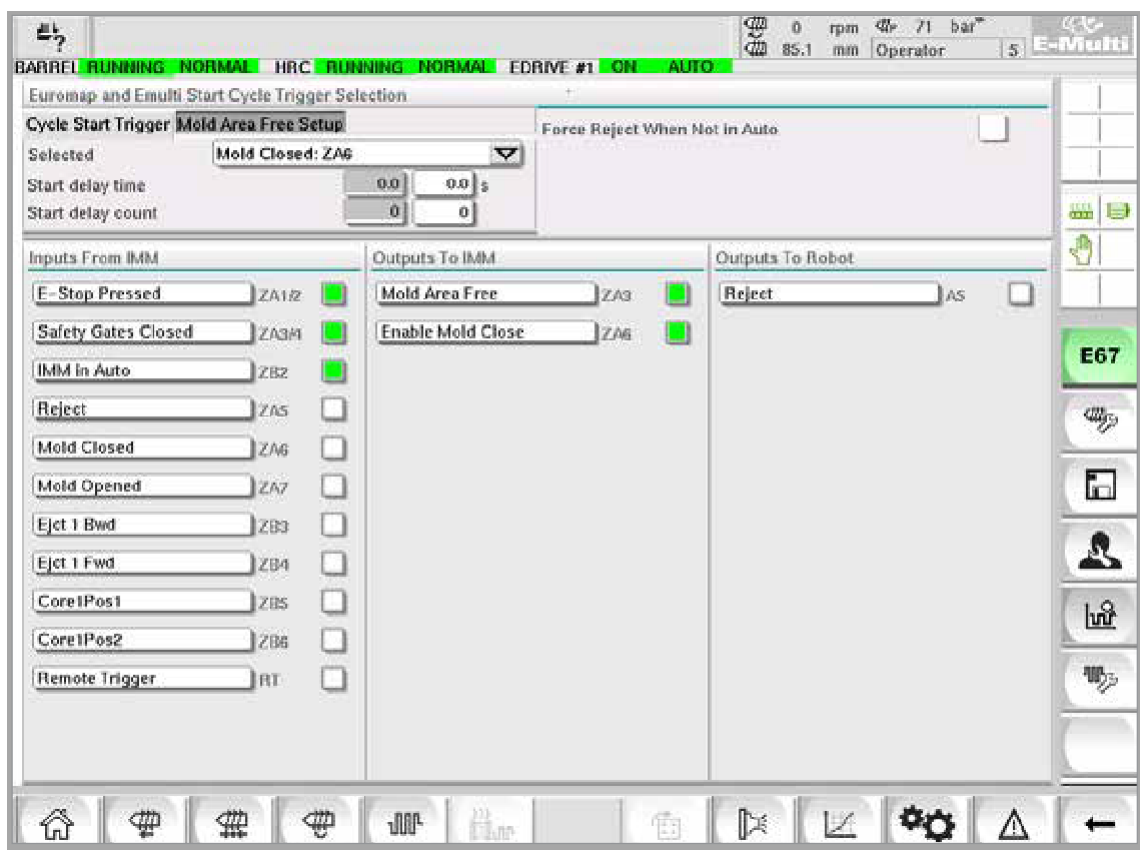 0 rpm 71 bar
85.1 mm Operator 5 E-Multi
BARREL RUNNING NORMAL HRC RUNNING NORMAL EDRIVE #1 ON AUTO
Euromap and Emulti Start Cycle Trigger Selection
Cycle Start Trigger Mold Area Free Setup
Force Reject When Not in Auto
Selected Mold Closed: ZA6
Start delay time 0.0 0.0 s
Start delay count 0 0
Inputs From IMM Outputs To IMM Outputs To Robot
E-Stop Pressed ZA1/2 Mold Area Free ZA3 Reject AS
Safety Gates Closed ZA3/4 Enable Mold Close ZA6
IMM in Auto ZB2
E67
Reject ZA5
Mold Closed ZA6
Mold Opened ZA7
Ejct 1 Bwd ZB3
Ejct 1 Fwd ZB4
Core1Pos1 ZB5
Core1Pos2 ZB6
Remote Trigger RT